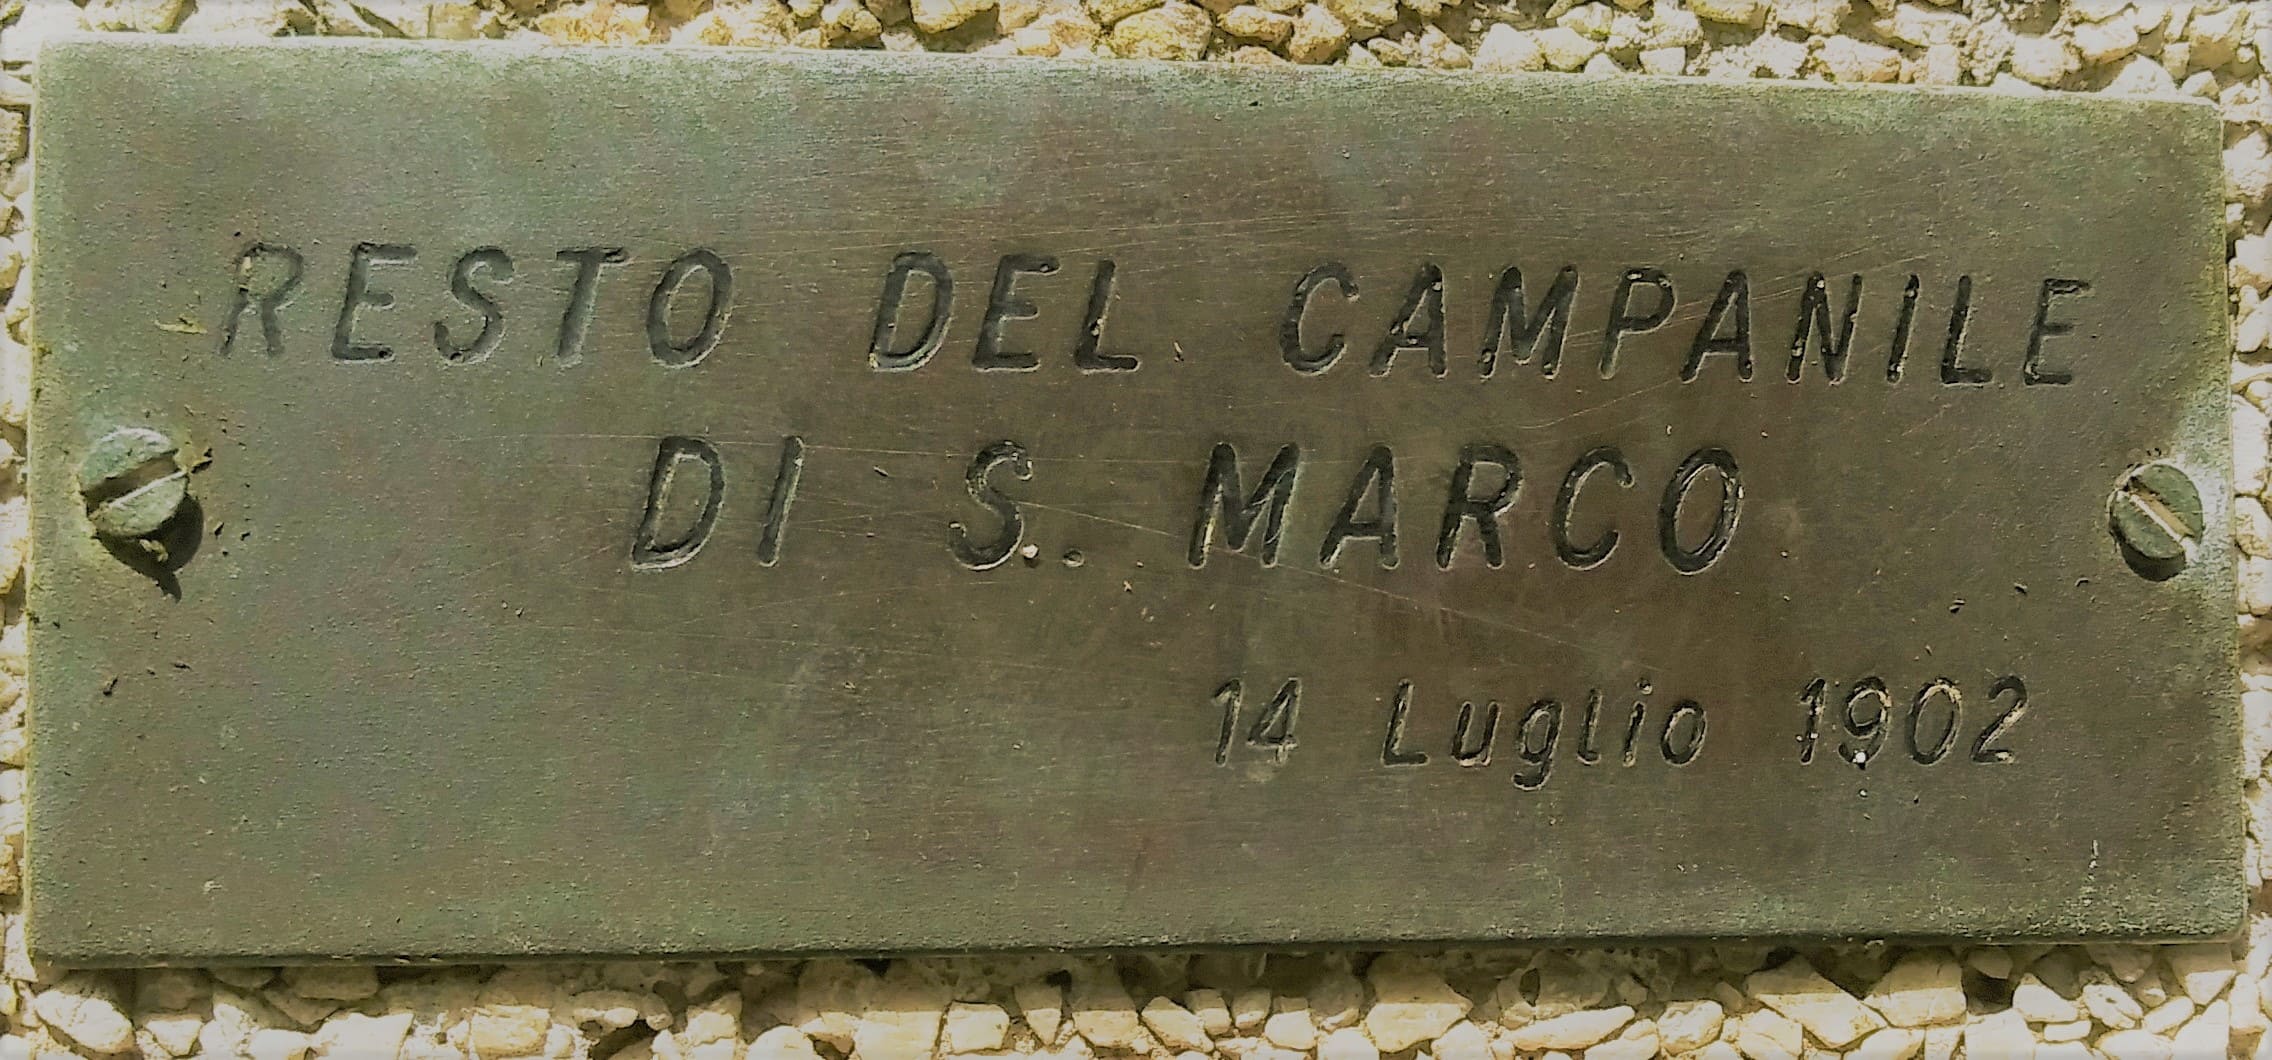 RESTO DEL CAMPANILE
DI S. MARCO
14 Luglio 1902